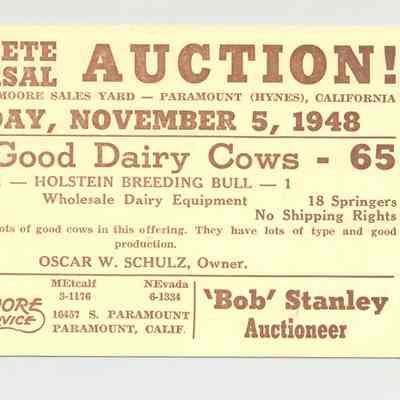 ETE
SAL AUCTION!
MOORE SALES YARD — PARAMOUNT (HYNES), CALIFORNIA
DAY, NOVEMBER 5, 1948
Good Dairy Cows - 65
— HOLSTEIN BREEDING BULL — 1
Wholesale Dairy Equipment 18 Springers
No Shipping Rights
ots of good cows in this offering. They have lots of type and good
production.
OSCAR W. SCHULZ, Owner.
OORE
RVICE
METcalf NEvada
3-1176 6-1334
16457 S. PARAMOUNT
PARAMOUNT, CALIF.
'Bob' Stanley
Auctioneer